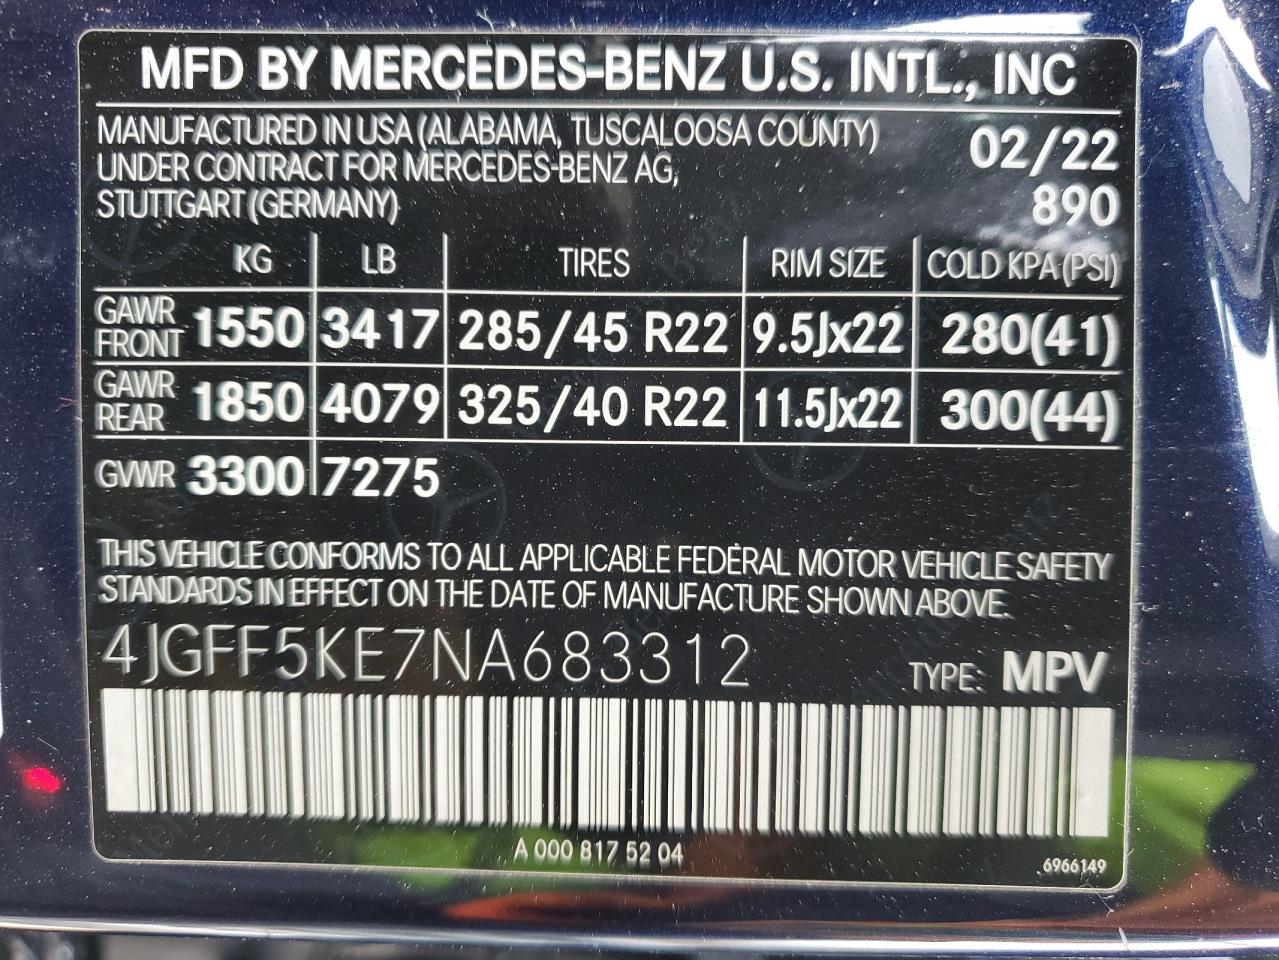 MFD BY MERCEDES-BENZ U.S. INTL., INC
MANUFACTURED IN USA (ALABAMA, TUSCALOOSA COUNTY)
UNDER CONTRACT FOR MERCEDES-BENZ AG,
STUTTGART (GERMANY)
02/22
890
KG LB TIRES RIM SIZE COLD KPA (PSI)
GAWR FRONT 1550 3417 285/45 R22 9.5Jx22 280(41)
GAWR REAR 1850 4079 325/40 R22 11.5Jx22 300(44)
GVWR 3300 7275
THIS VEHICLE CONFORMS TO ALL APPLICABLE FEDERAL MOTOR VEHICLE SAFETY
STANDARDS IN EFFECT ON THE DATE OF MANUFACTURE SHOWN ABOVE.
4JGFF5KE7NA683312
TYPE: MPV
A 000 817 52 04
6966149